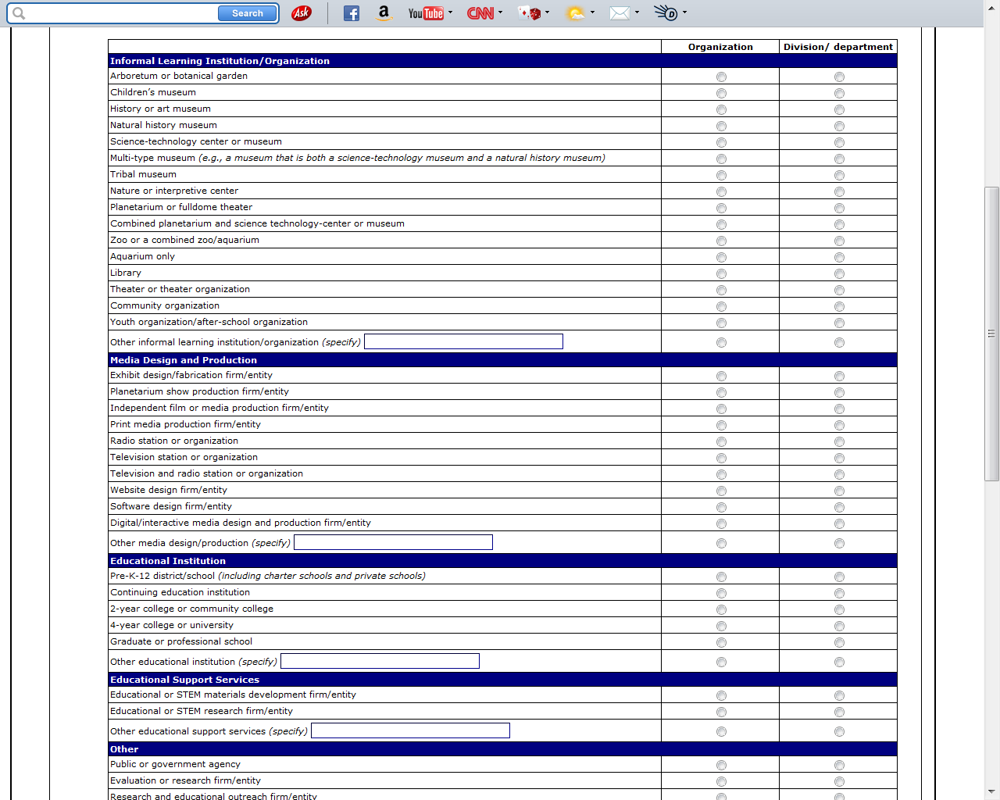 Search Ask YouTube CNN D
Organization Division/ department
Informal Learning Institution/Organization
Arboretum or botanical garden
Children’s museum
History or art museum
Natural history museum
Science-technology center or museum
Multi-type museum (e.g., a museum that is both a science-technology museum and a natural history museum)
Tribal museum
Nature or interpretive center
Planetarium or fulldome theater
Combined planetarium and science technology-center or museum
Zoo or a combined zoo/aquarium
Aquarium only
Library
Theater or theater organization
Community organization
Youth organization/after-school organization
Other informal learning institution/organization (specify)
Media Design and Production
Exhibit design/fabrication firm/entity
Planetarium show production firm/entity
Independent film or media production firm/entity
Print media production firm/entity
Radio station or organization
Television station or organization
Television and radio station or organization
Website design firm/entity
Software design firm/entity
Digital/interactive media design and production firm/entity
Other media design/production (specify)
Educational Institution
Pre-K-12 district/school (including charter schools and private schools)
Continuing education institution
2-year college or community college
4-year college or university
Graduate or professional school
Other educational institution (specify)
Educational Support Services
Educational or STEM materials development firm/entity
Educational or STEM research firm/entity
Other educational support services (specify)
Other
Public or government agency
Evaluation or research firm/entity
Research and educational outreach firm/entity